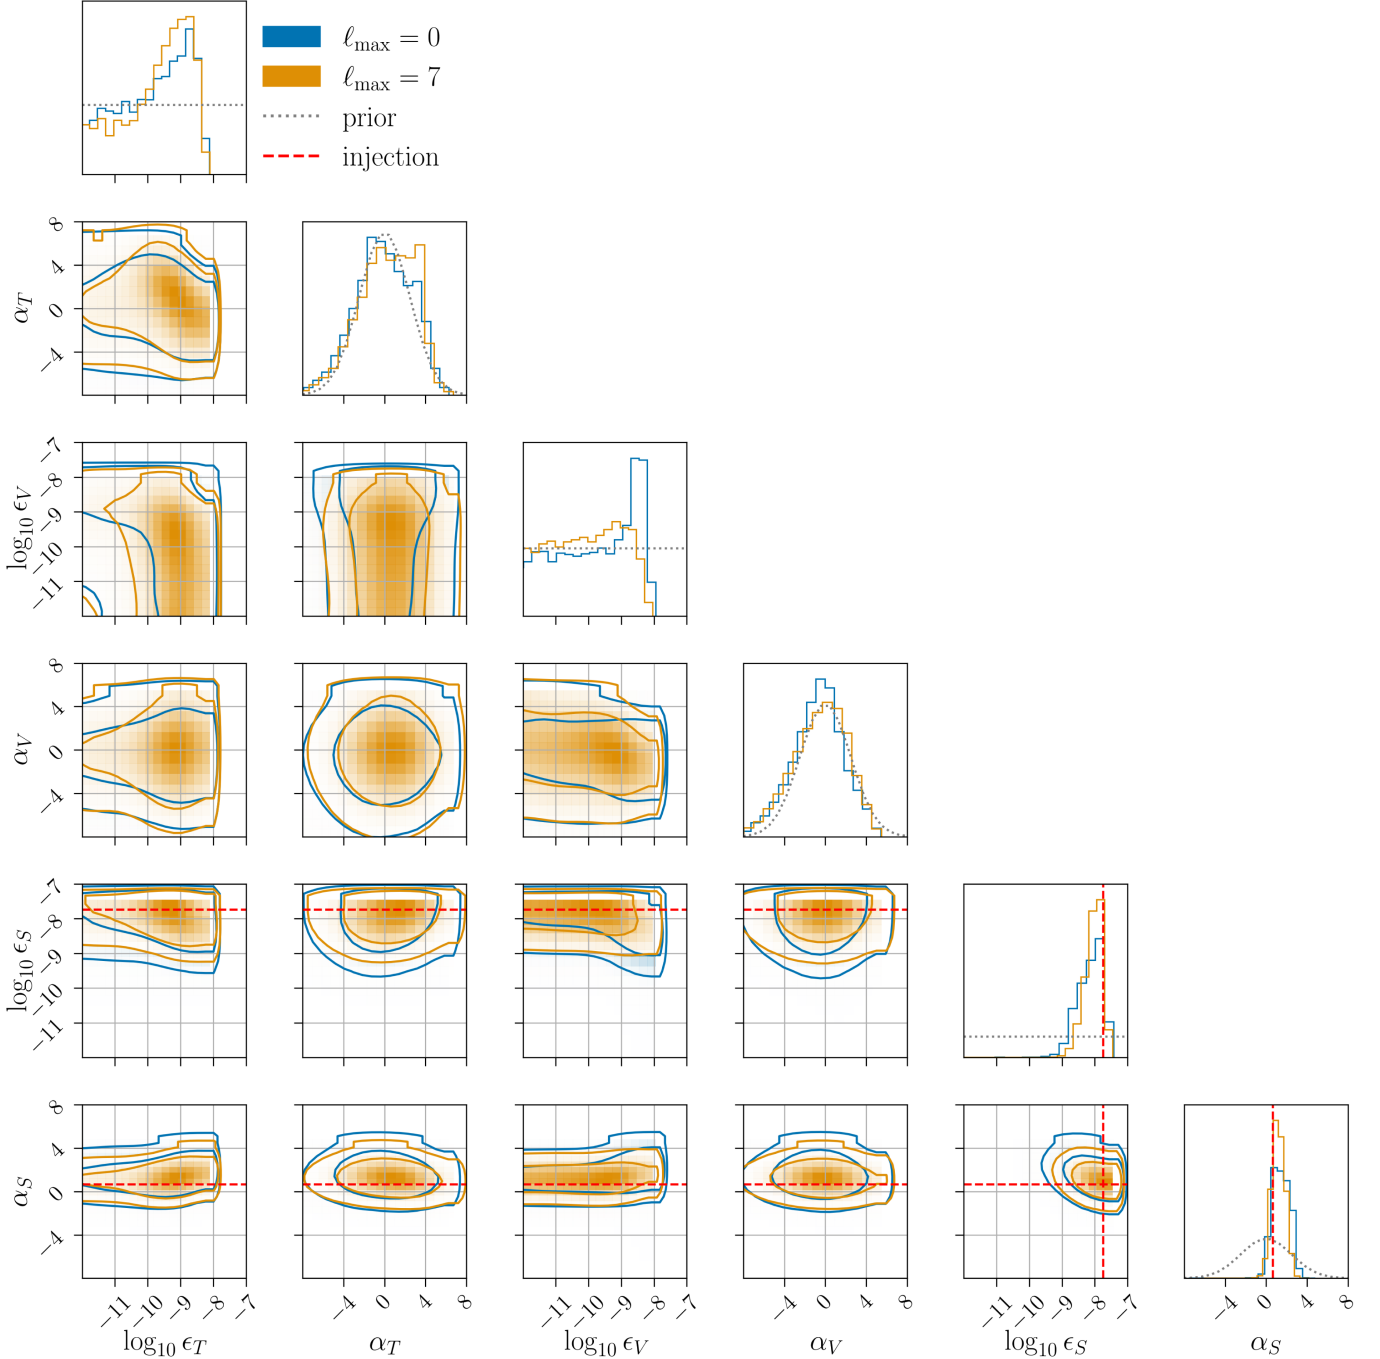 ℓmax = 0
ℓmax = 7
prior
injection
αT
8
4
0
−4
log10 ϵV
−7
−8
−9
−10
−11
αV
8
4
0
−4
log10 ϵS
−7
−8
−9
−10
−11
αS
8
4
0
−4
−11 −10 −9 −8 −7
−4 0 4 8
−11 −10 −9 −8 −7
−4 0 4 8
−11 −10 −9 −8 −7
−4 0 4 8
log10 ϵT
αT
log10 ϵV
αV
log10 ϵS
αS